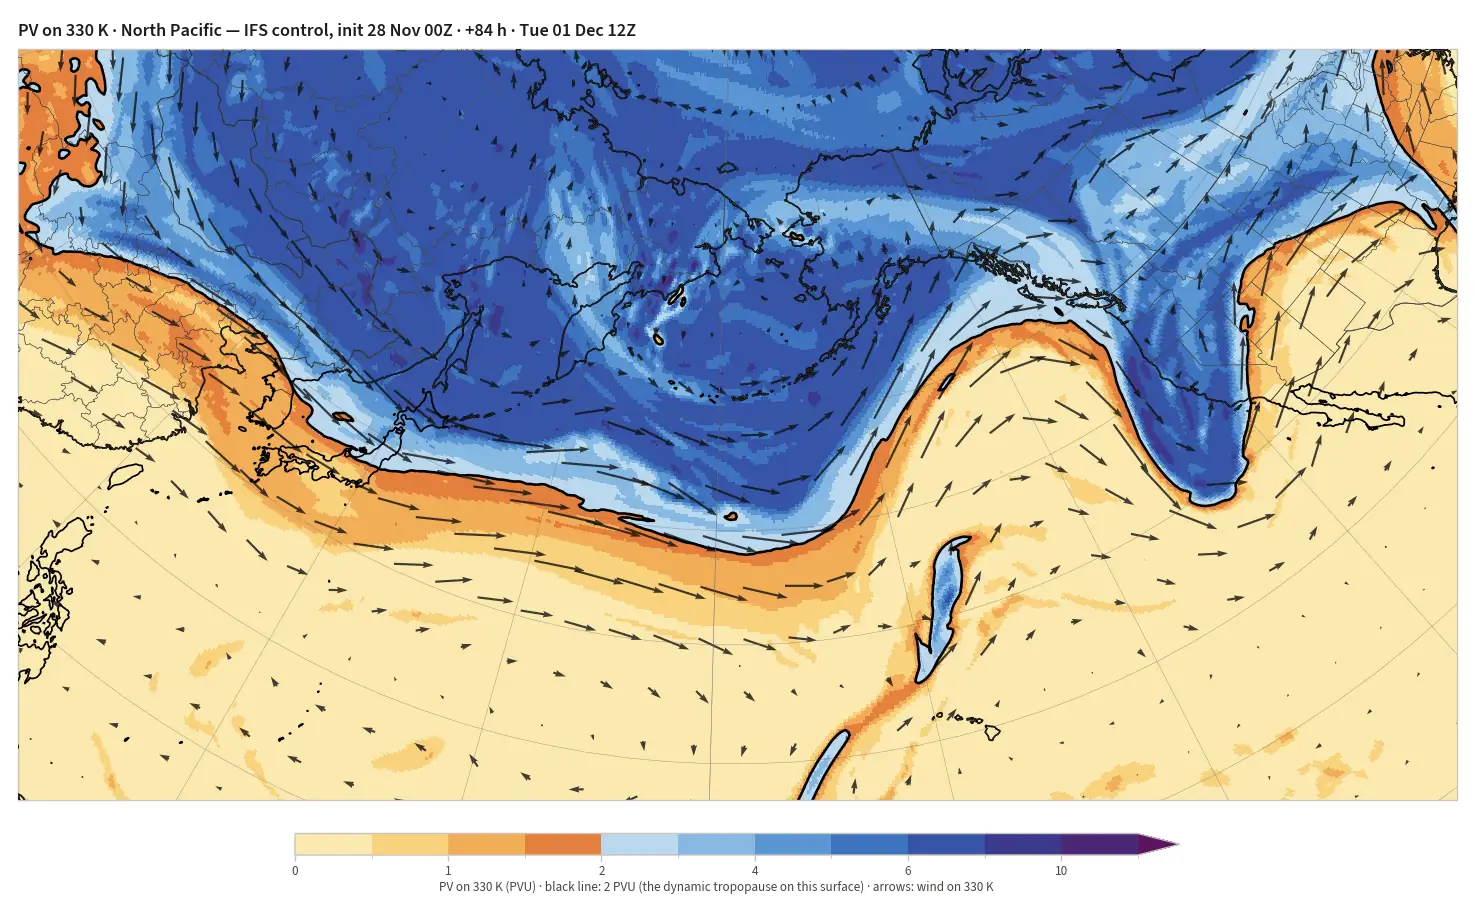 PV on 330 K · North Pacific — IFS control, init 28 Nov 00Z · +84 h · Tue 01 Dec 12Z
0 1 2 4 6 10
PV on 330 K (PVU) · black line: 2 PVU (the dynamic tropopause on this surface) · arrows: wind on 330 K